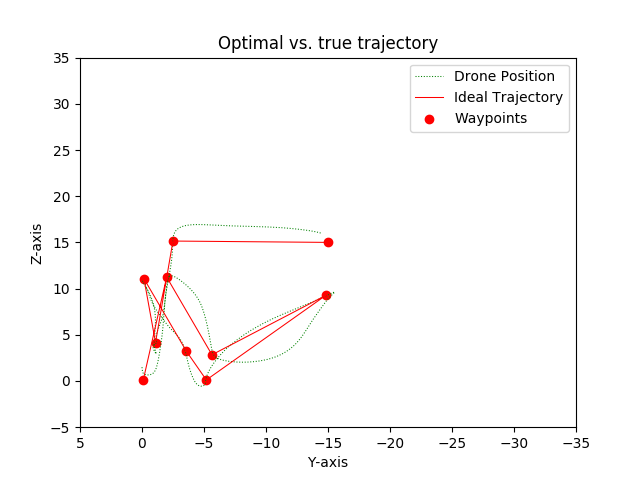 Optimal vs. true trajectory
Drone Position
Ideal Trajectory
Waypoints
Z-axis
35
30
25
20
15
10
5
0
−5
5 0 −5 −10 −15 −20 −25 −30 −35
Y-axis